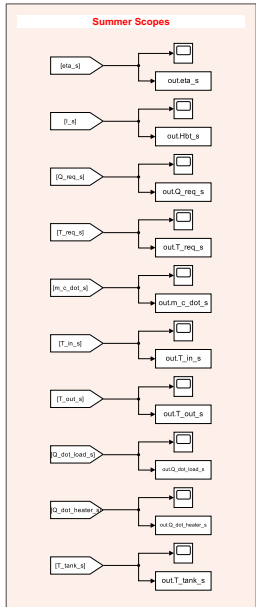 Summer Scopes
[eta_s]
out.eta_s
[I_s]
out.Hbt_s
[Q_req_s]
out.Q_req_s
[T_req_s]
out.T_req_s
[m_c_dot_s]
out.m_c_dot_s
[T_in_s]
out.T_in_s
[T_out_s]
out.T_out_s
[Q_dot_load_s]
out.Q_dot_load_s
[Q_dot_heater_s]
out.Q_dot_heater_s
[T_tank_s]
out.T_tank_s